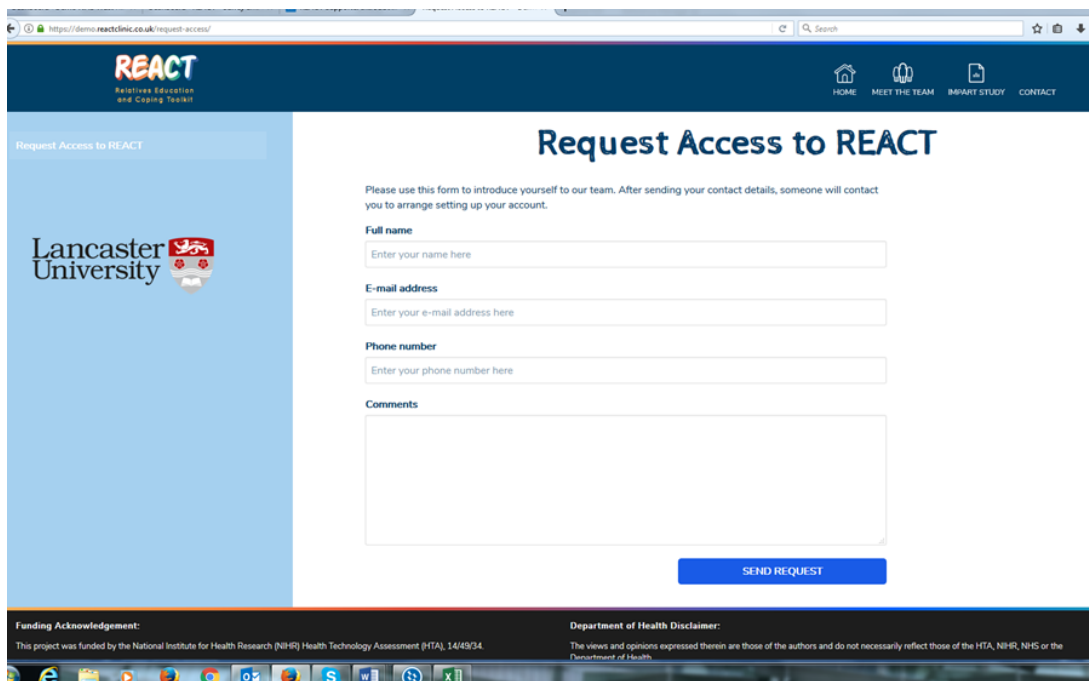 https://demo.reactclinic.co.uk/request-access/
Search
REACT
Relatives Education
and Coping Toolkit
HOME
MEET THE TEAM
IMPART STUDY
CONTACT
Request Access to REACT
Lancaster
University
Request Access to REACT
Please use this form to introduce yourself to our team. After sending your contact details, someone will contact
you to arrange setting up your account.
Full name
Enter your name here
E-mail address
Enter your e-mail address here
Phone number
Enter your phone number here
Comments
SEND REQUEST
Funding Acknowledgement:
This project was funded by the National Institute for Health Research (NIHR) Health Technology Assessment (HTA), 14/49/34.
Department of Health Disclaimer:
The views and opinions expressed therein are those of the authors and do not necessarily reflect those of the HTA, NIHR, NHS or the
Department of Health